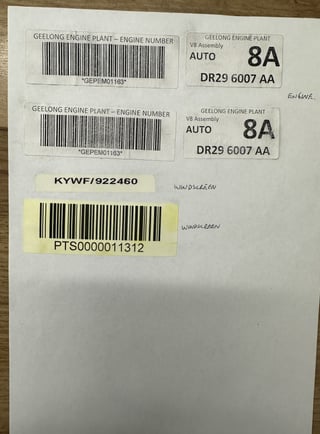 GEELONG ENGINE PLANT – ENGINE NUMBER
*GEPEM01163*
GEELONG ENGINE PLANT
V8 Assembly
AUTO
8A
DR29 6007 AA
ENGINE.
GEELONG ENGINE PLANT – ENGINE NUMBER
*GEPEM01163*
GEELONG ENGINE PLANT
V8 Assembly
AUTO
8A
DR29 6007 AA
KYWF/922460
WINDSCREEN
PTS0000011312
WINDSCREEN